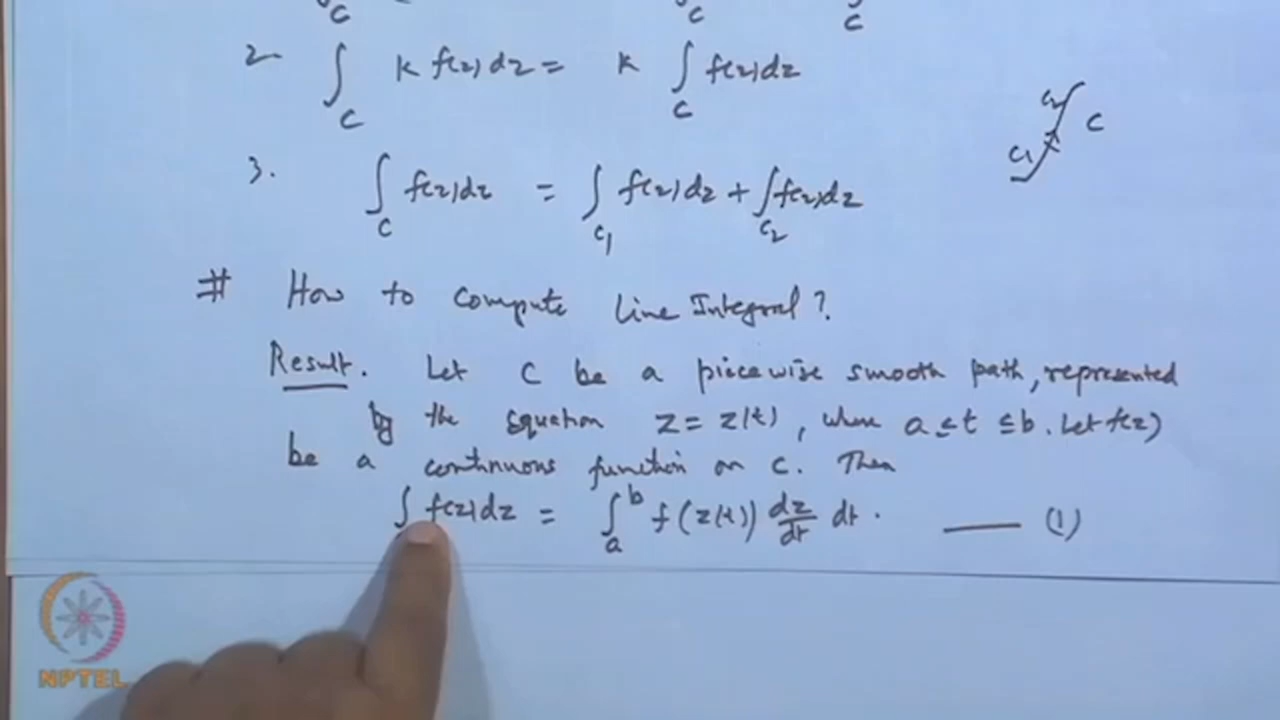 C C C
2. ∫_C k f(z) dz = k ∫_C f(z) dz
C2 C
C1
3. ∫_C f(z) dz = ∫_{C1} f(z) dz + ∫_{C2} f(z) dz
# How to compute Line Integral?
Result. Let C be a piecewise smooth path, represented
by the equation z = z(t), where a ≤ t ≤ b. Let f(z)
be a continuous function on C. Then
∫ f(z) dz = ∫_a^b f(z(t)) dz/dt dt. —— (1)
NPTEL